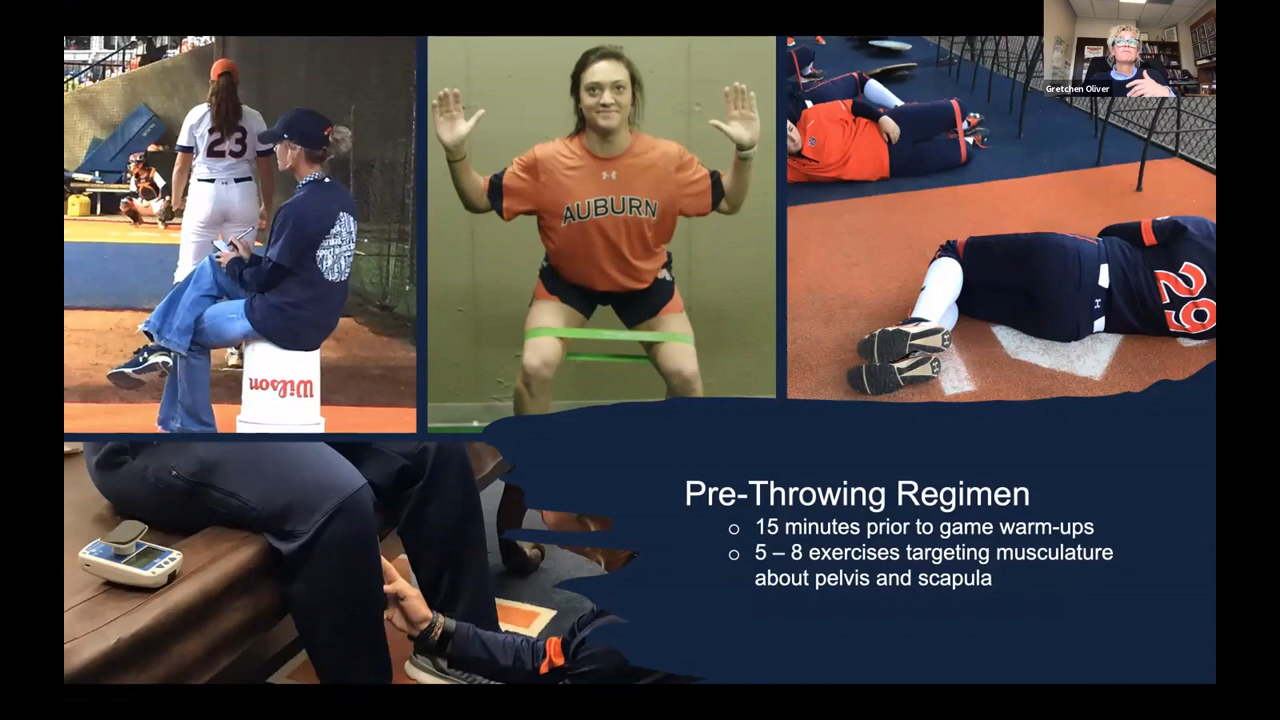 Gretchen Oliver
23
AUBURN
Wilson
29
Pre-Throwing Regimen
15 minutes prior to game warm-ups
5 – 8 exercises targeting musculature
about pelvis and scapula